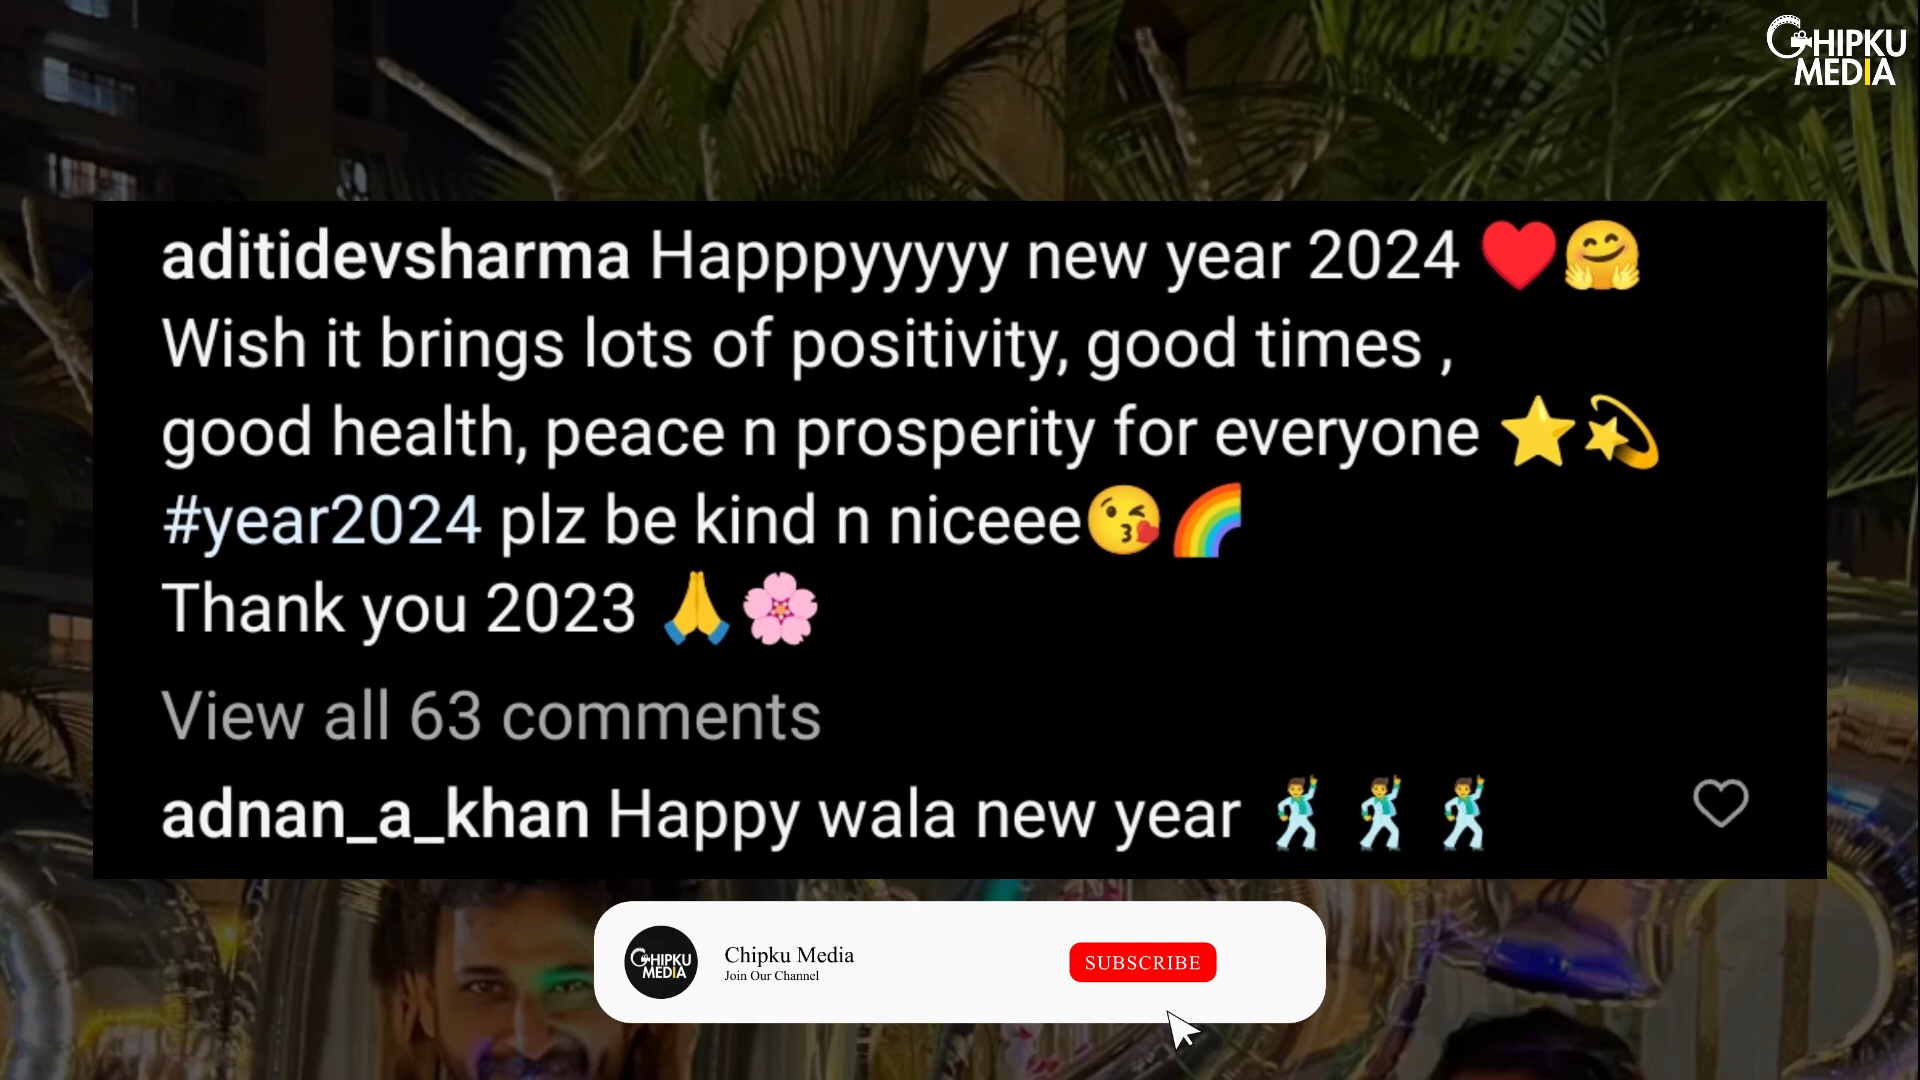 CHIPKU
MEDIA
aditidevsharma Happpyyyyy new year 2024 ♥️🤗
Wish it brings lots of positivity, good times ,
good health, peace n prosperity for everyone ⭐💫
#year2024 plz be kind n niceee😘🌈
Thank you 2023 🙏🌸
View all 63 comments
adnan_a_khan Happy wala new year 🕺 🕺 🕺
CHIPKU
MEDIA
Chipku Media
Join Our Channel
SUBSCRIBE